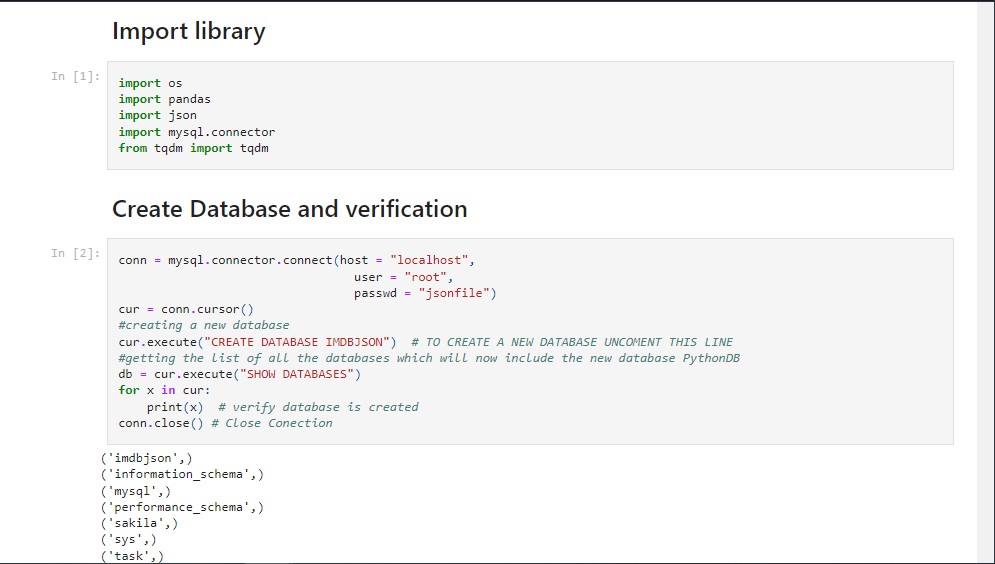 Import library
In [1]:
import os
import pandas
import json
import mysql.connector
from tqdm import tqdm
Create Database and verification
In [2]:
conn = mysql.connector.connect(host = "localhost",
user = "root",
passwd = "jsonfile")
cur = conn.cursor()
#creating a new database
cur.execute("CREATE DATABASE IMDBJSON")  # TO CREATE A NEW DATABASE UNCOMENT THIS LINE
#getting the list of all the databases which will now include the new database PythonDB
db = cur.execute("SHOW DATABASES")
for x in cur:
    print(x)  # verify database is created
conn.close() # Close Conection
('imdbjson',)
('information_schema',)
('mysql',)
('performance_schema',)
('sakila',)
('sys',)
('task',)